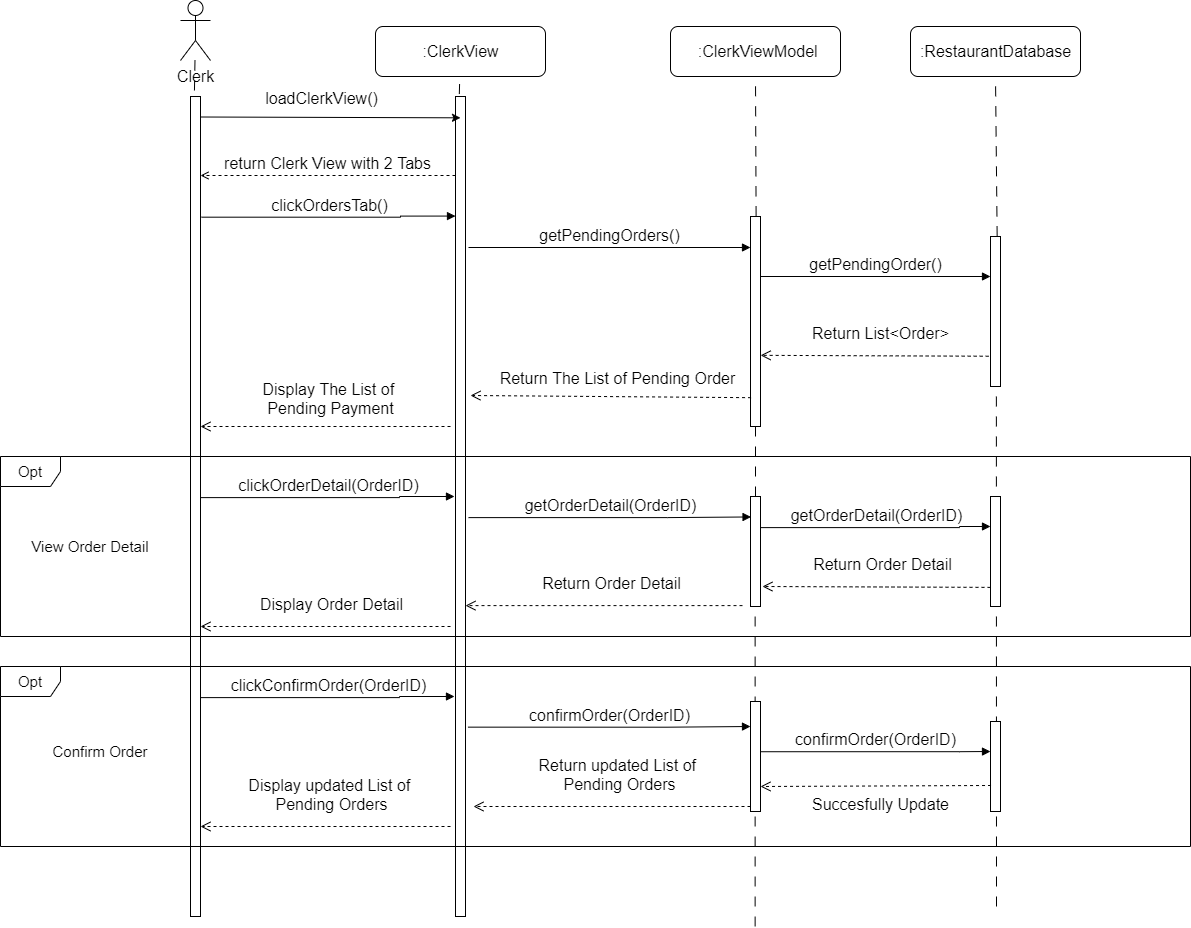 Clerk
:ClerkView
:ClerkViewModel
:RestaurantDatabase
loadClerkView()
return Clerk View with 2 Tabs
clickOrdersTab()
getPendingOrders()
getPendingOrder()
Return List<Order>
Return The List of Pending Order
Display The List of
Pending Payment
Opt
View Order Detail
clickOrderDetail(OrderID)
getOrderDetail(OrderID)
getOrderDetail(OrderID)
Return Order Detail
Return Order Detail
Display Order Detail
Opt
Confirm Order
clickConfirmOrder(OrderID)
confirmOrder(OrderID)
confirmOrder(OrderID)
Return updated List of
Pending Orders
Succesfully Update
Display updated List of
Pending Orders